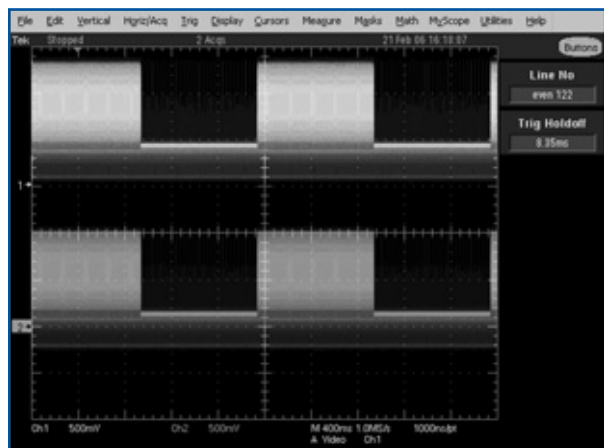 File Edit Vertical Horiz/Acq Trig Display Cursors Measure Masks Math MyScope Utilities Help
Tek Stopped 2 Acqs 21 Feb 06 16:18:07
Buttons
Line No
even 122
Trig Holdoff
8.35ms
1
2
Ch1 500mV Ch2 500mV M 400ms 1.0MS/s 1000ns/pt
A Video Ch1